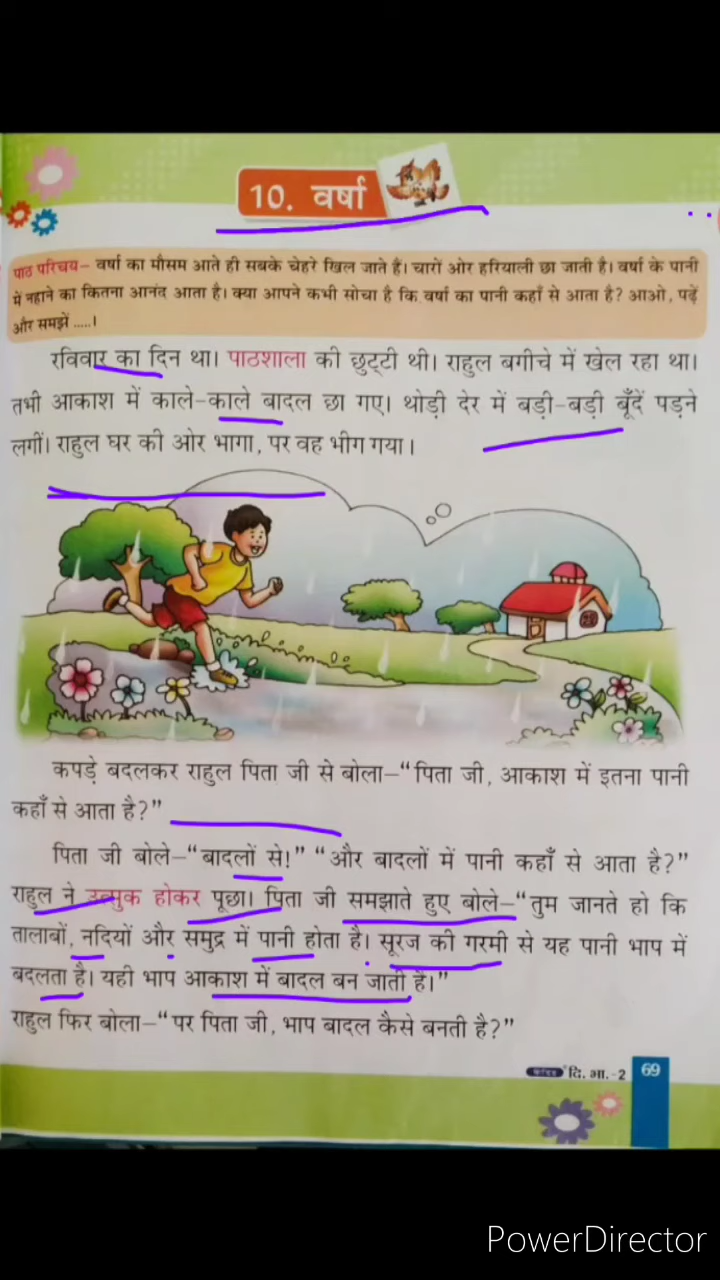 10. वर्षा
पाठ परिचय– वर्षा का मौसम आते ही सबके चेहरे खिल जाते हैं। चारों ओर हरियाली छा जाती है। वर्षा के पानी
में नहाने का कितना आनंद आता है। क्या आपने कभी सोचा है कि वर्षा का पानी कहाँ से आता है? आओ, पढ़ें
और समझें .....।
रविवार का दिन था। पाठशाला की छुट्टी थी। राहुल बगीचे में खेल रहा था।
तभी आकाश में काले-काले बादल छा गए। थोड़ी देर में बड़ी-बड़ी बूँदें पड़ने
लगीं। राहुल घर की ओर भागा, पर वह भीग गया।
कपड़े बदलकर राहुल पिता जी से बोला–“पिता जी, आकाश में इतना पानी
कहाँ से आता है?”
पिता जी बोले–“बादलों से!” “और बादलों में पानी कहाँ से आता है?”
राहुल ने उत्सुक होकर पूछा। पिता जी समझाते हुए बोले–“तुम जानते हो कि
तालाबों, नदियों और समुद्र में पानी होता है। सूरज की गरमी से यह पानी भाप में
बदलता है। यही भाप आकाश में बादल बन जाती है।”
राहुल फिर बोला–“पर पिता जी, भाप बादल कैसे बनती है?”
दि. भा.-2 69
PowerDirector